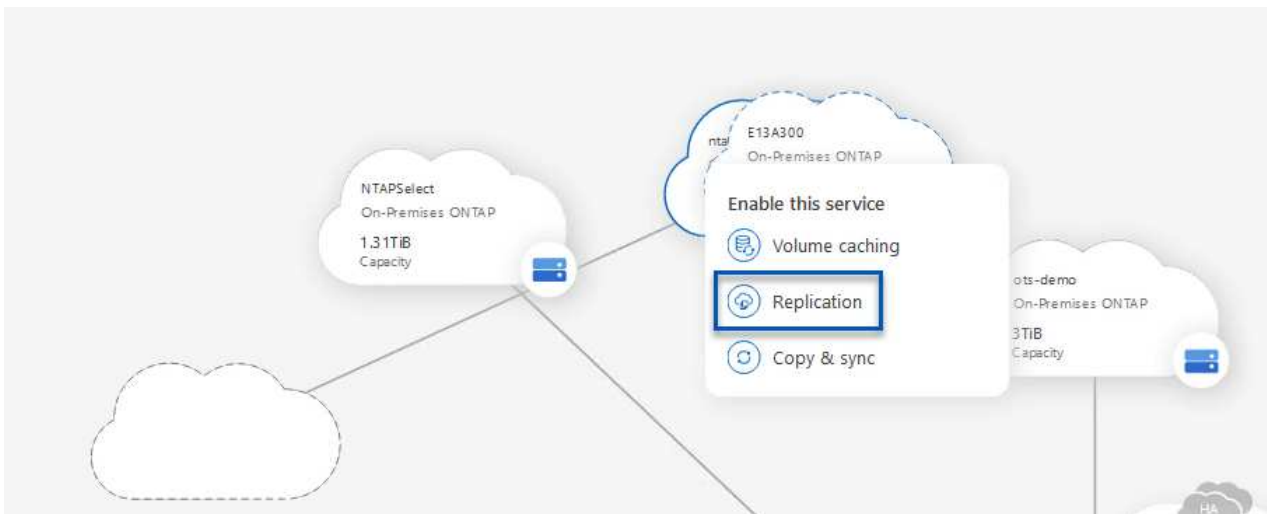 NTAPSelect
On-Premises ONTAP
1.31TiB
Capacity
E13A300
On-Premises ONTAP
Enable this service
Volume caching
Replication
Copy & sync
ots-demo
On-Premises ONTAP
3TiB
Capacity
HA